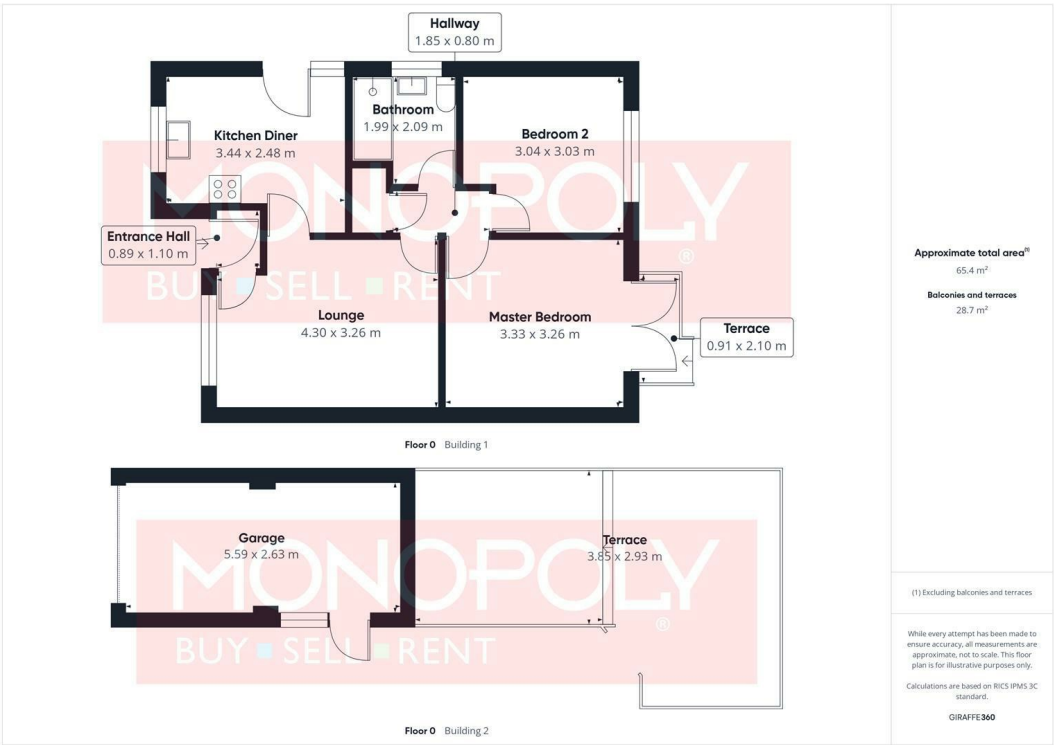 Hallway
1.85 x 0.80 m
Bathroom
1.99 x 2.09 m
Kitchen Diner
3.44 x 2.48 m
Bedroom 2
3.04 x 3.03 m
MONOPOLY
®
BUY SELL RENT
Entrance Hall
0.89 x 1.10 m
Lounge
4.30 x 3.26 m
Master Bedroom
3.33 x 3.26 m
Terrace
0.91 x 2.10 m
Floor 0 Building 1
Garage
5.59 x 2.63 m
Terrace
3.85 x 2.93 m
MONOPOLY
®
BUY SELL RENT
Floor 0 Building 2
Approximate total area(1)
65.4 m²
Balconies and terraces
28.7 m²
(1) Excluding balconies and terraces
While every attempt has been made to
ensure accuracy, all measurements are
approximate, not to scale. This floor
plan is for illustrative purposes only.
Calculations are based on RICS IPMS 3C
standard.
GIRAFFE360